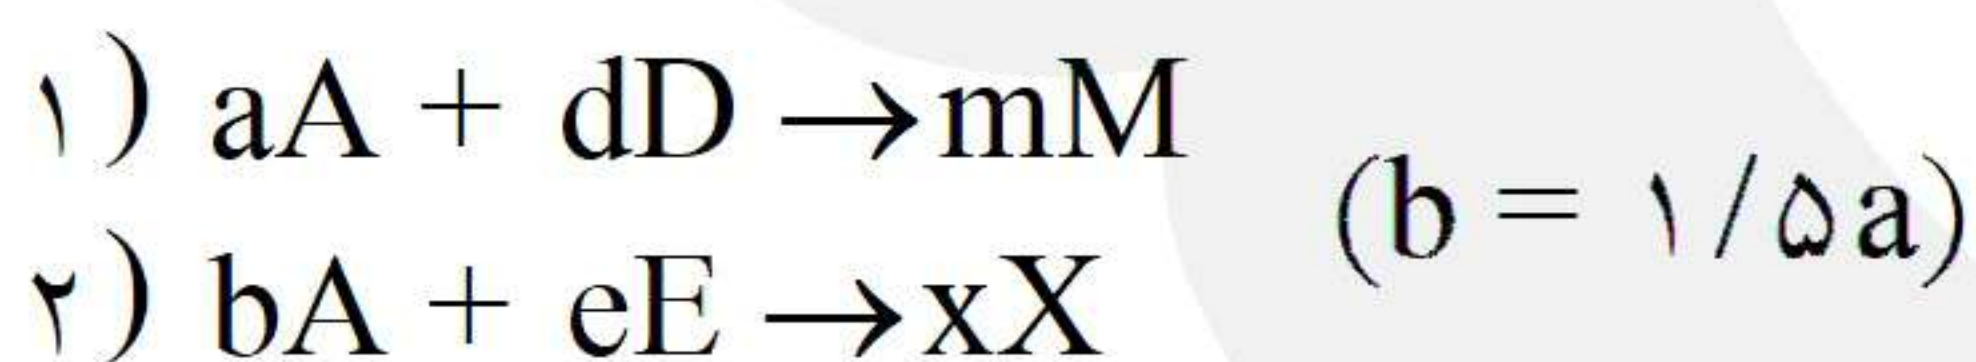 ۱) aA + dD → mM
(b = ۱/۵a)
۲) bA + eE → xX